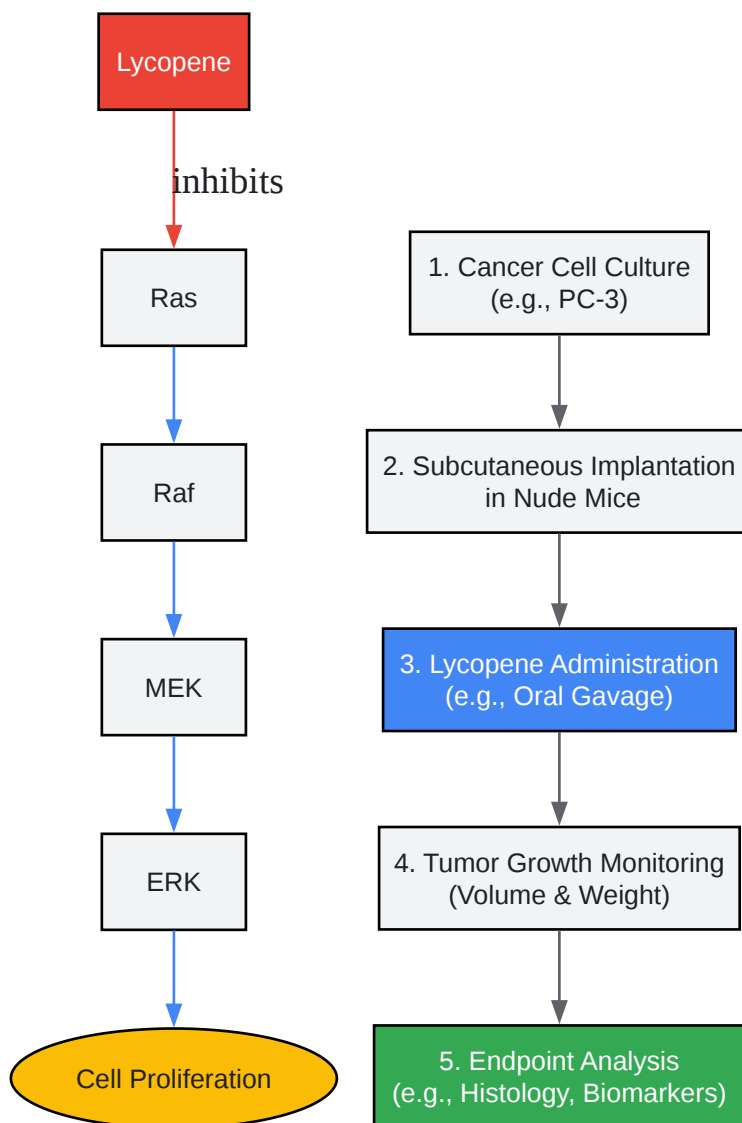 Lycopene
inhibits
Ras
Raf
MEK
ERK
Cell Proliferation
1. Cancer Cell Culture
(e.g., PC-3)
2. Subcutaneous Implantation
in Nude Mice
3. Lycopene Administration
(e.g., Oral Gavage)
4. Tumor Growth Monitoring
(Volume & Weight)
5. Endpoint Analysis
(e.g., Histology, Biomarkers)